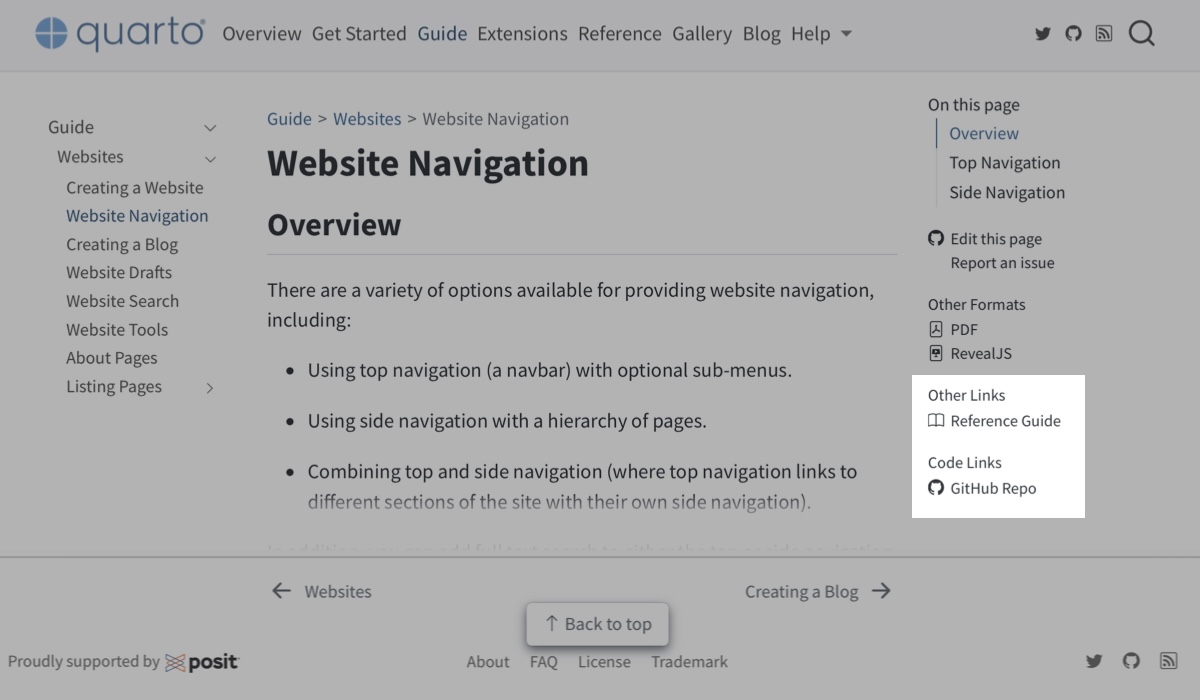 quarto Overview Get Started Guide Extensions Reference Gallery Blog Help
Guide
Websites
Creating a Website
Website Navigation
Creating a Blog
Website Drafts
Website Search
Website Tools
About Pages
Listing Pages
Guide > Websites > Website Navigation
Website Navigation
Overview
There are a variety of options available for providing website navigation,
including:
• Using top navigation (a navbar) with optional sub-menus.
• Using side navigation with a hierarchy of pages.
• Combining top and side navigation (where top navigation links to
different sections of the site with their own side navigation).
On this page
Overview
Top Navigation
Side Navigation
Edit this page
Report an issue
Other Formats
PDF
RevealJS
Other Links
Reference Guide
Code Links
GitHub Repo
← Websites
Creating a Blog →
↑ Back to top
Proudly supported by posit
About FAQ License Trademark